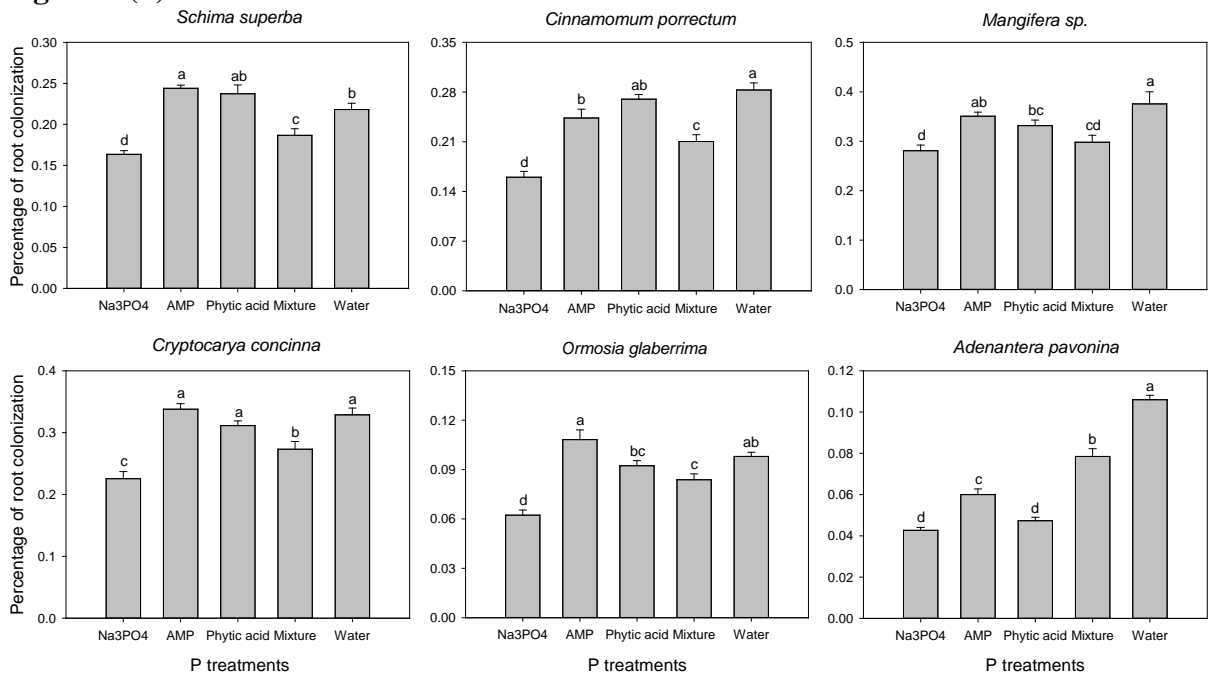 Schima superba
Cinnamomum porrectum
Mangifera sp.
Percentage of root colonization
0.30
0.25
0.20
0.15
0.10
0.05
0.00
d
a
ab
c
b
Na3PO4 AMP Phytic acid Mixture Water
0.35
0.28
0.21
0.14
0.07
0.00
d
b
ab
c
a
Na3PO4 AMP Phytic acid Mixture Water
0.5
0.4
0.3
0.2
0.1
0.0
d
ab
bc
cd
a
Na3PO4 AMP Phytic acid Mixture Water
Cryptocarya concinna
Ormosia glaberrima
Adenantera pavonina
Percentage of root colonization
0.4
0.3
0.2
0.1
0.0
c
a
a
b
a
Na3PO4 AMP Phytic acid Mixture Water
P treatments
0.15
0.12
0.09
0.06
0.03
0.00
d
a
bc
c
ab
Na3PO4 AMP Phytic acid Mixture Water
P treatments
0.12
0.10
0.08
0.06
0.04
0.02
0.00
d
c
d
b
a
Na3PO4 AMP Phytic acid Mixture Water
P treatments